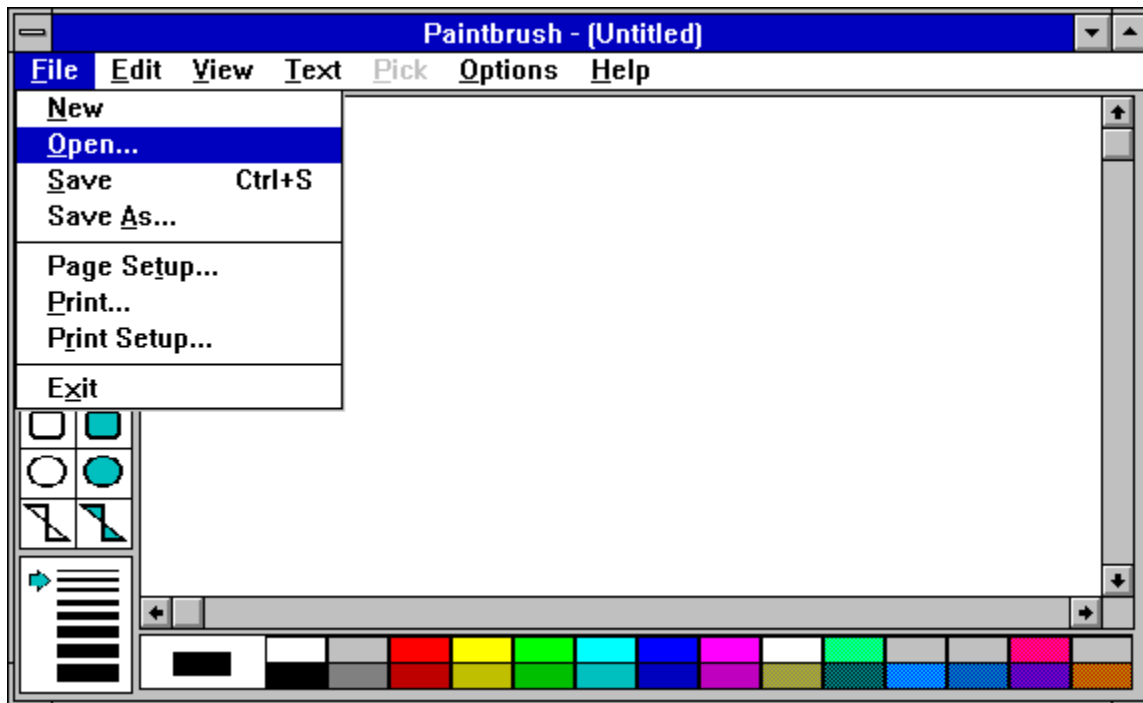 Paintbrush - (Untitled)
File Edit View Text Pick Options Help
New
Open...
Save Ctrl+S
Save As...
Page Setup...
Print...
Print Setup...
Exit